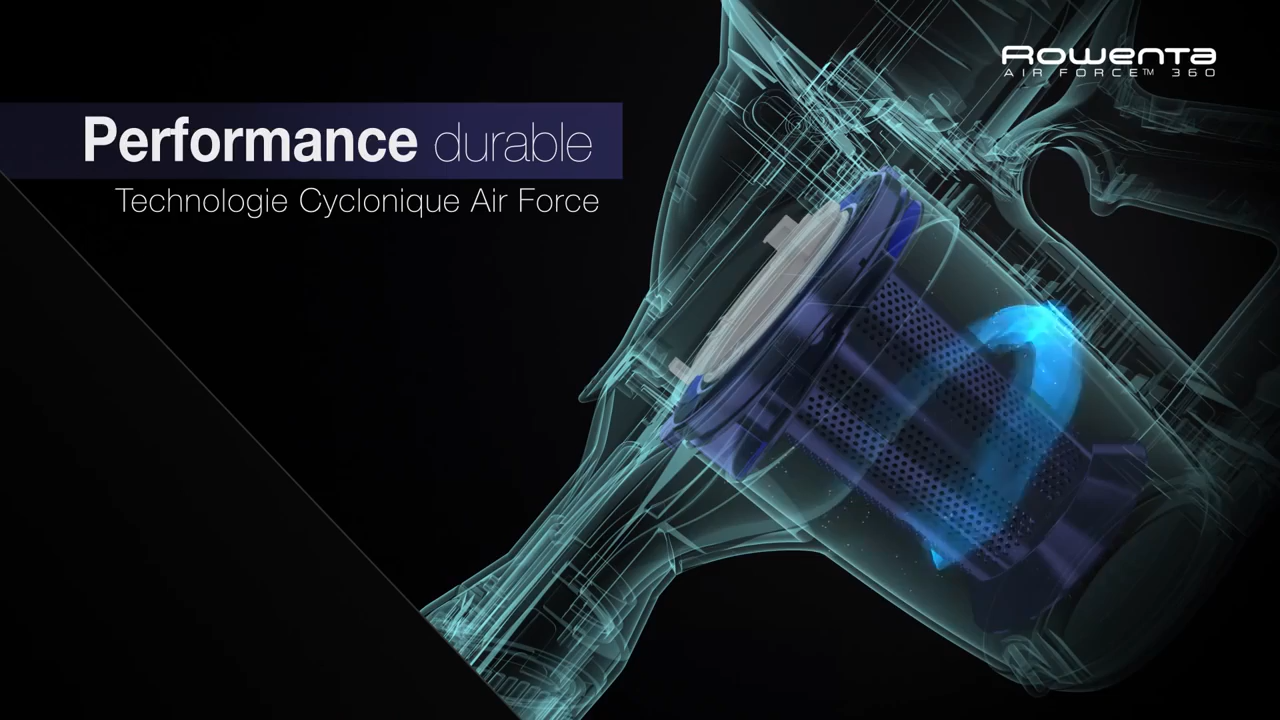 Rowenta
AIR FORCE™ 360
Performance durable
Technologie Cyclonique Air Force